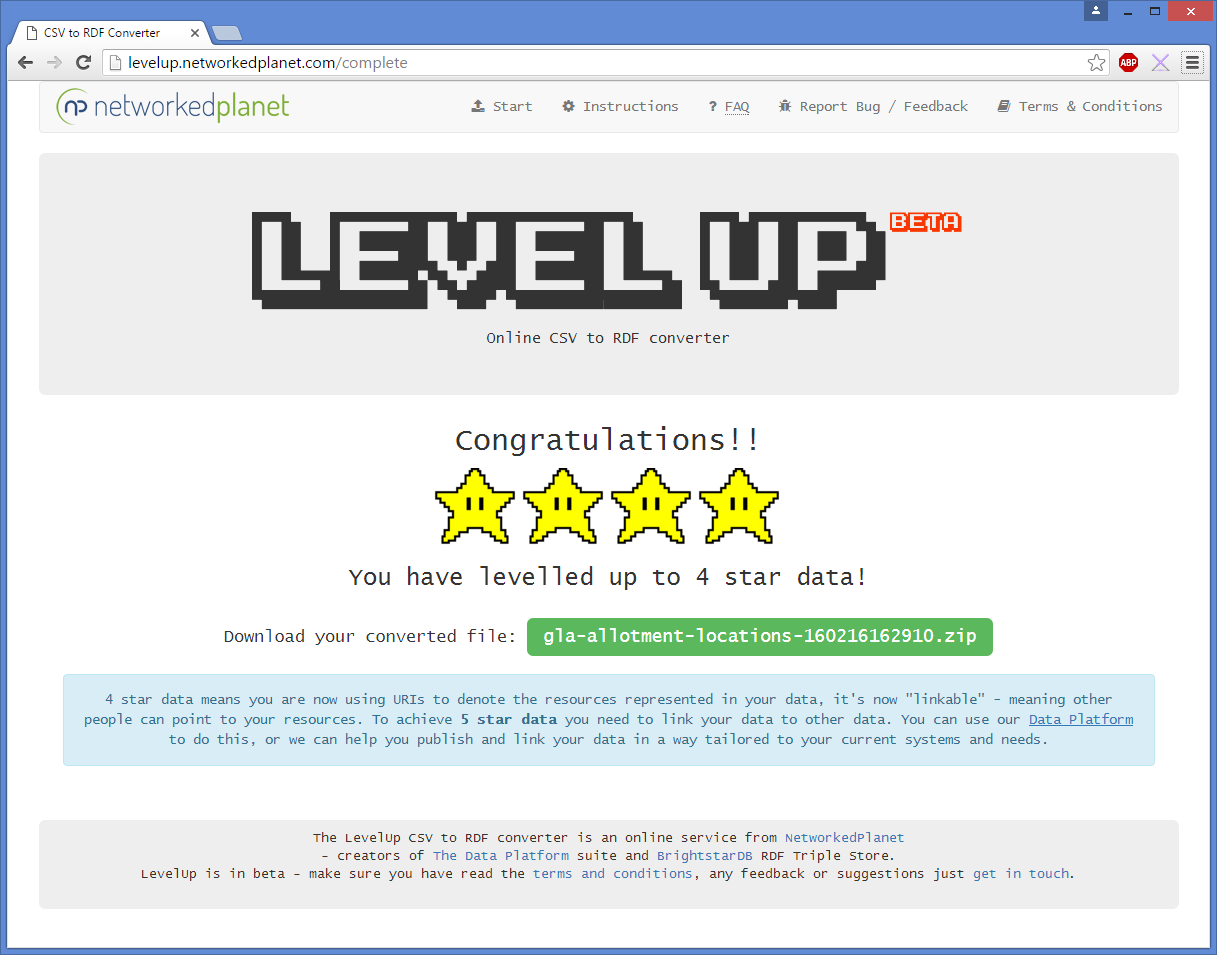 CSV to RDF Converter
levelup.networkedplanet.com/complete
ABP
np networkedplanet
Start
Instructions
? FAQ
Report Bug / Feedback
Terms & Conditions
LEVEL UP BETA
Online CSV to RDF converter
Congratulations!!
You have levelled up to 4 star data!
Download your converted file: gla-allotment-locations-160216162910.zip
4 star data means you are now using URIs to denote the resources represented in your data, it's now "linkable" - meaning other
people can point to your resources. To achieve 5 star data you need to link your data to other data. You can use our Data Platform
to do this, or we can help you publish and link your data in a way tailored to your current systems and needs.
The LevelUp CSV to RDF converter is an online service from NetworkedPlanet
- creators of The Data Platform suite and BrightstarDB RDF Triple Store.
LevelUp is in beta - make sure you have read the terms and conditions, any feedback or suggestions just get in touch.